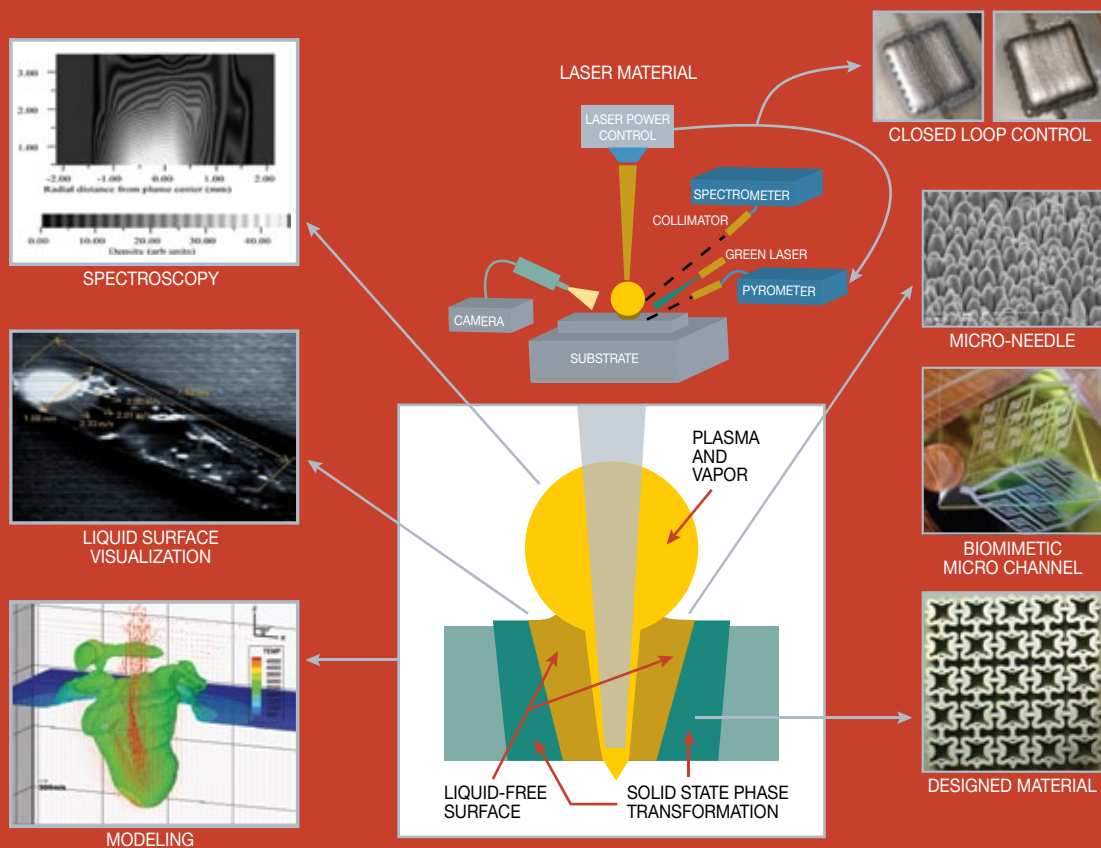 LASER MATERIAL
LASER POWER
CONTROL
SPECTROMETER
COLLIMATOR
GREEN LASER
PYROMETER
CAMERA
SUBSTRATE
CLOSED LOOP CONTROL
3.00
2.00
1.00
-2.00 -1.00 0.00 1.00 2.00
Radial distance from plume center (mm)
0.00 10.00 20.00 30.00 40.00
Density (arb units)
SPECTROSCOPY
MICRO-NEEDLE
LIQUID SURFACE
VISUALIZATION
BIOMIMETIC
MICRO CHANNEL
PLASMA
AND
VAPOR
TEMP
MODELING
LIQUID-FREE
SURFACE
SOLID STATE PHASE
TRANSFORMATION
DESIGNED MATERIAL